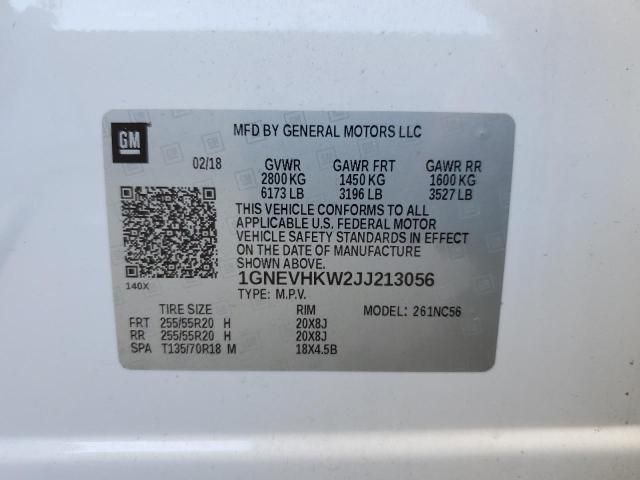 GM
MFD BY GENERAL MOTORS LLC
02/18 GVWR GAWR FRT GAWR RR
2800 KG 1450 KG 1600 KG
6173 LB 3196 LB 3527 LB
THIS VEHICLE CONFORMS TO ALL
APPLICABLE U.S. FEDERAL MOTOR
VEHICLE SAFETY STANDARDS IN EFFECT
ON THE DATE OF MANUFACTURE
SHOWN ABOVE.
140X
1GNEVHKW2JJ213056
TYPE: M.P.V.
TIRE SIZE RIM MODEL: 261NC56
FRT 255/55R20 H 20X8J
RR 255/55R20 H 20X8J
SPA T135/70R18 M 18X4.5B